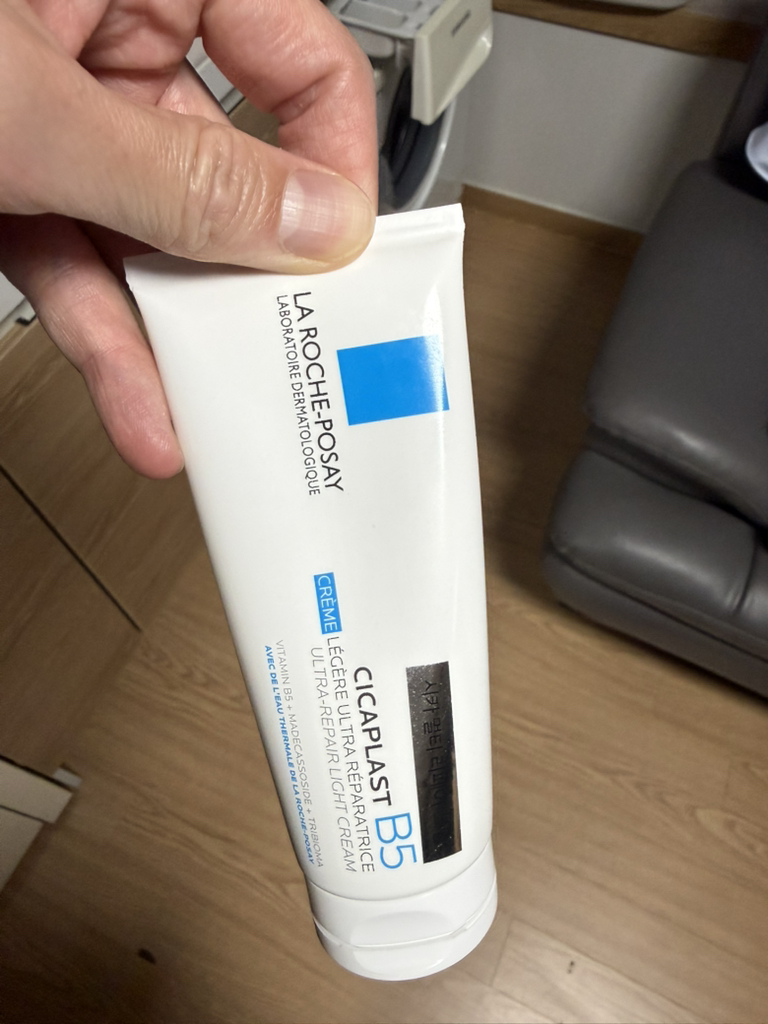 LA ROCHE-POSAY
LABORATOIRE DERMATOLOGIQUE
CICAPLAST B5
CRÈME LÉGÈRE ULTRA RÉPARATRICE
ULTRA-REPAIR LIGHT CREAM
VITAMIN B5 + MADECASSOSIDE + TRIBIOMA
AVEC DE L'EAU THERMALE DE LA ROCHE-POSAY